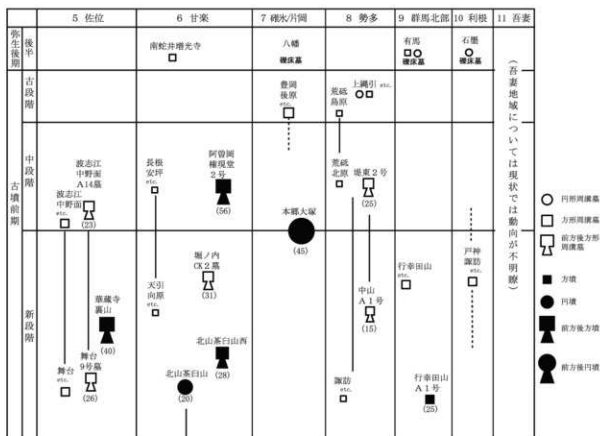 5 佐位
6 甘楽
7 碓氷/片岡
8 勢多
9 群馬北部
10 利根
11 吾妻
弥生後期
後半
南蛇井増光寺
八幡
礫床墓
有馬
礫床墓
石墨
礫床墓
古墳前期
古段階
豊岡
後原
etc.
荒砥
島原
etc.
上縄引 etc.
中段階
波志江
中野面
A14墓
(23)
波志江
中野面
etc.
長根
安坪
etc.
阿曽岡
権現堂
2号
(56)
本郷大塚
(45)
荒砥
北原
etc.
堤東2号
(25)
新段階
華蔵寺
裏山
(40)
舞台
9号墓
(26)
舞台
etc.
天引
向原
etc.
堀ノ内
CK2墓
(31)
北山茶臼山西
(28)
北山茶臼山
(20)
中山
A1号
(15)
諏訪
etc.
行幸田山
etc.
行幸田山
A1号
(25)
戸神
諏訪
etc.
(吾妻地域については現状では動向が不明瞭)
円形周溝墓
方形周溝墓
前方後方形
周溝墓
方墳
円墳
前方後方墳
前方後円墳